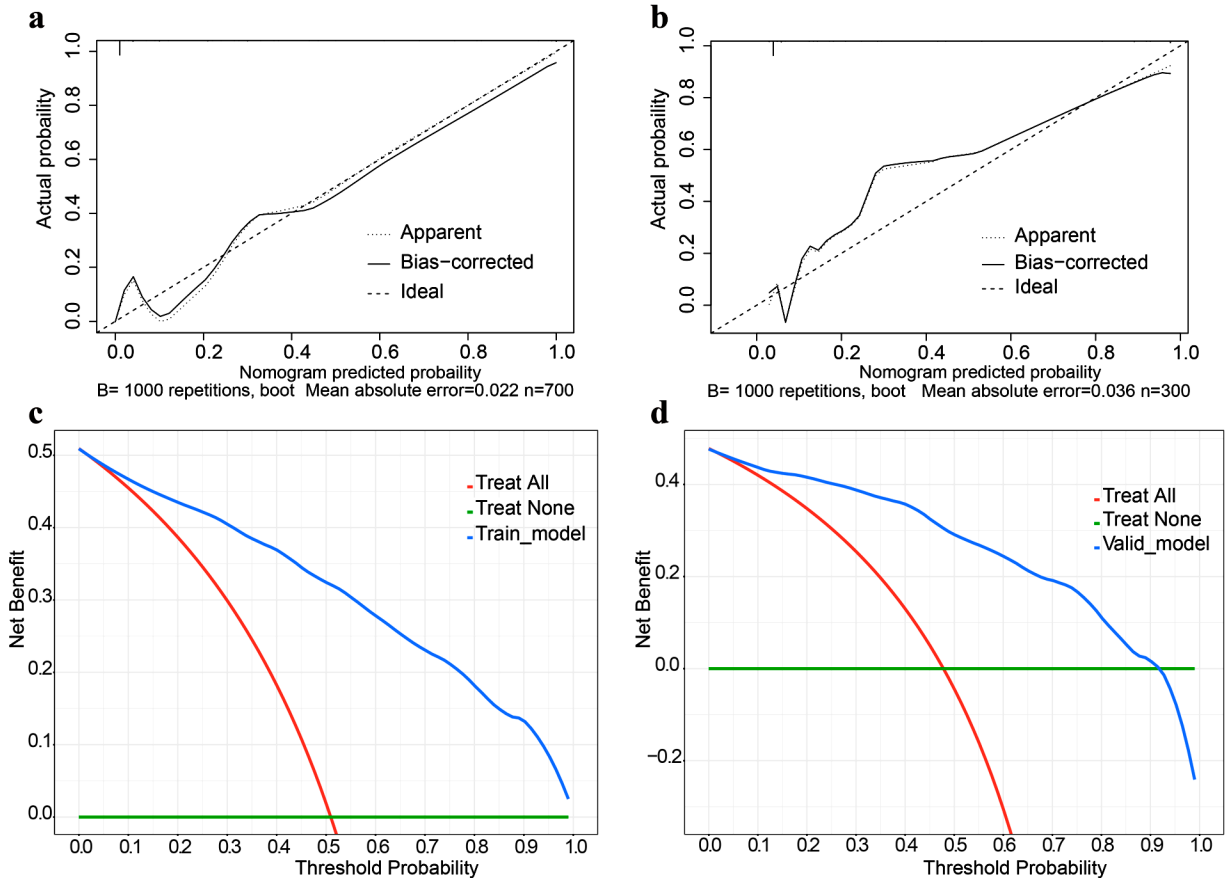 a
Actual probaility
1.0
0.8
0.6
0.4
0.2
0.0
Apparent
Bias−corrected
Ideal
0.0 0.2 0.4 0.6 0.8 1.0
Nomogram predicted probaility
B= 1000 repetitions, boot Mean absolute error=0.022 n=700
b
Actual probaility
1.0
0.8
0.6
0.4
0.2
0.0
Apparent
Bias−corrected
Ideal
0.0 0.2 0.4 0.6 0.8 1.0
Nomogram predicted probaility
B= 1000 repetitions, boot Mean absolute error=0.036 n=300
c
Net Benefit
0.5
0.4
0.3
0.2
0.1
0.0
Treat All
Treat None
Train_model
0.0 0.1 0.2 0.3 0.4 0.5 0.6 0.7 0.8 0.9 1.0
Threshold Probability
d
Net Benefit
0.4
0.2
0.0
−0.2
Treat All
Treat None
Valid_model
0.0 0.1 0.2 0.3 0.4 0.5 0.6 0.7 0.8 0.9 1.0
Threshold Probability